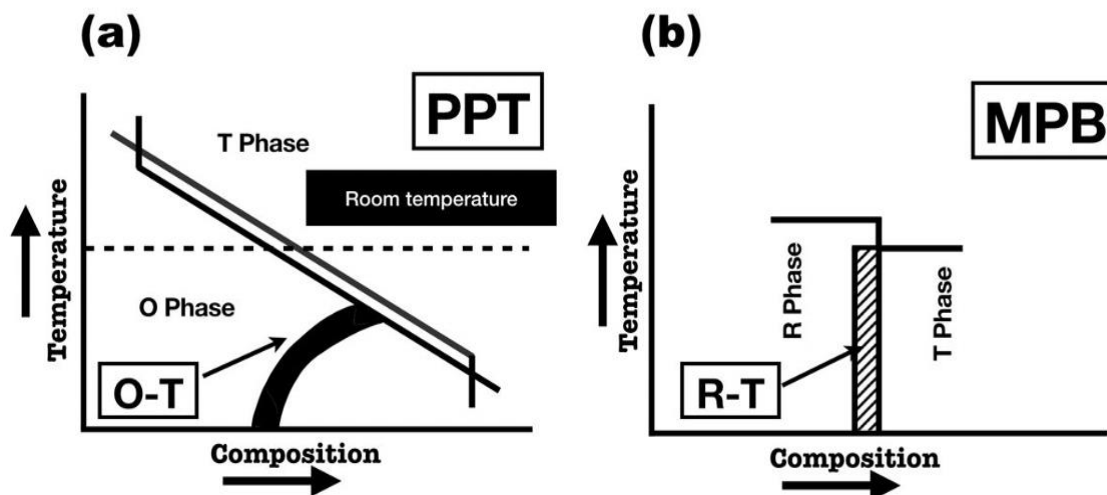 (a)
PPT
T Phase
Room temperature
Temperature
O Phase
O-T
Composition
(b)
MPB
R Phase
T Phase
Temperature
R-T
Composition